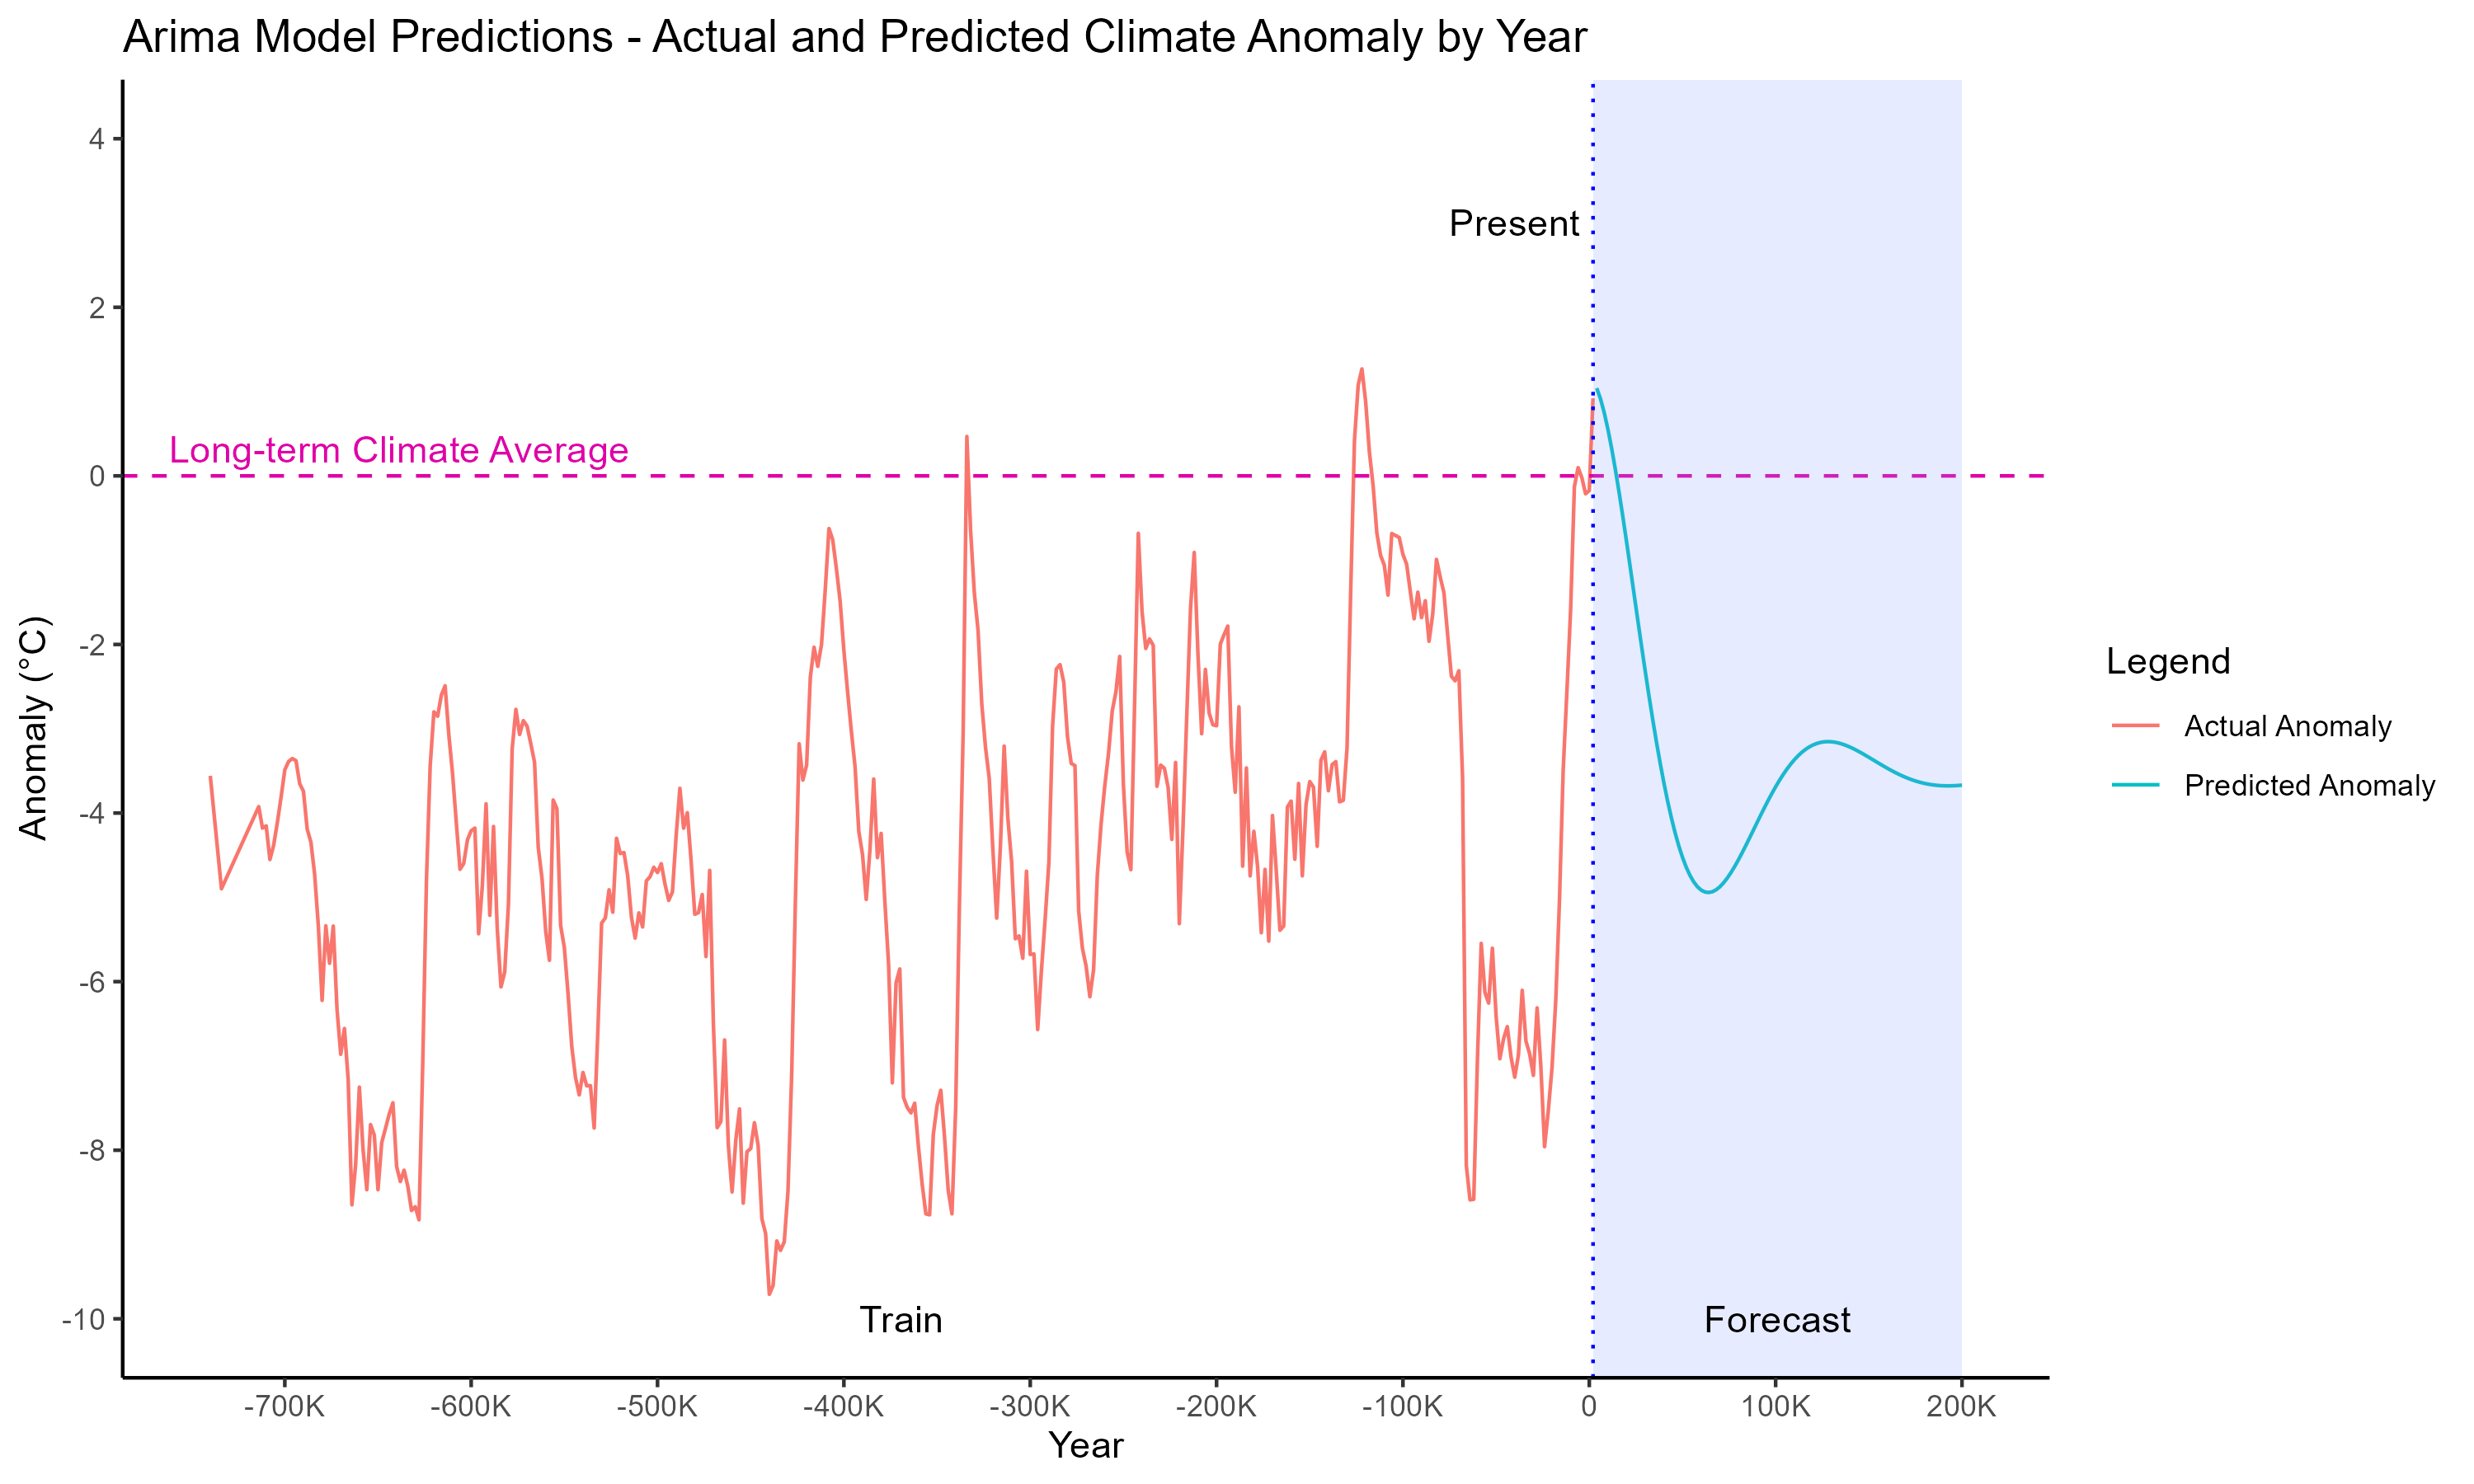 Arima Model Predictions - Actual and Predicted Climate Anomaly by Year
Anomaly (°C)
4
2
0
-2
-4
-6
-8
-10
Present
Long-term Climate Average
Train
Forecast
-700K
-600K
-500K
-400K
-300K
-200K
-100K
0
100K
200K
Year
Legend
Actual Anomaly
Predicted Anomaly